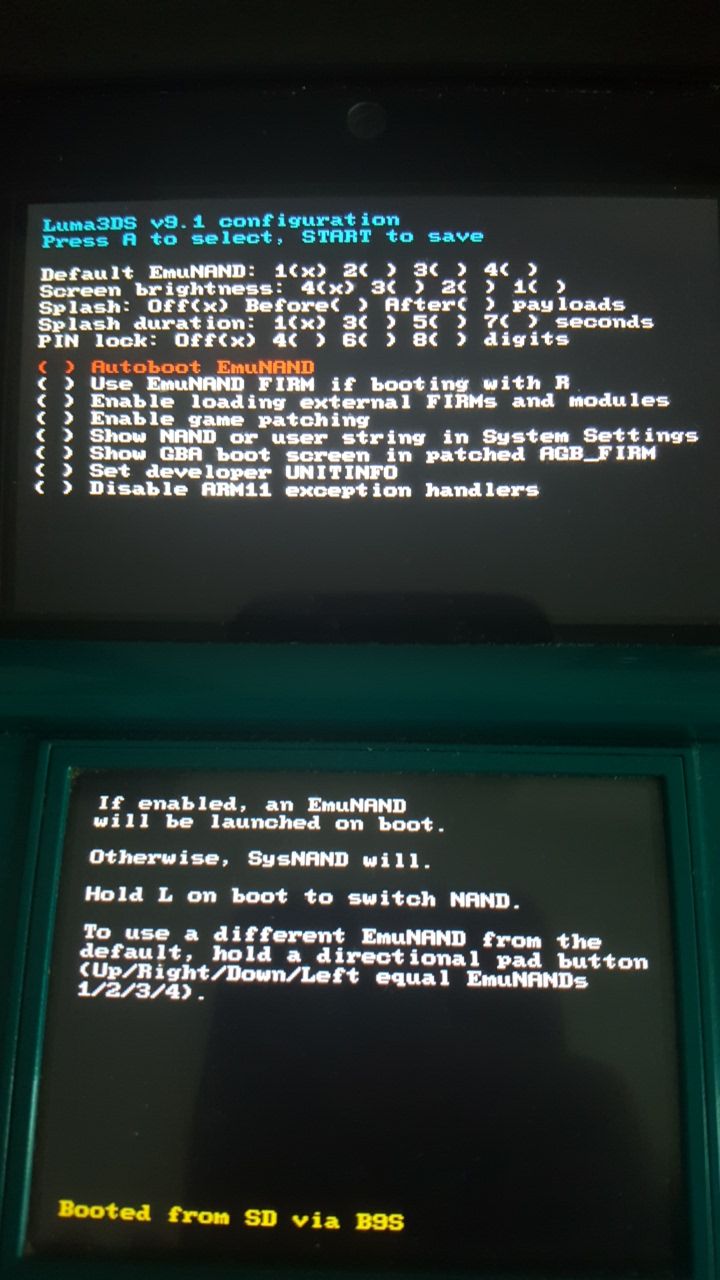 Luma3DS v9.1 configuration
Press A to select, START to save
Default EmuNAND: 1(x) 2( ) 3( ) 4( )
Screen brightness: 4(x) 3( ) 2( ) 1( )
Splash: Off(x) Before( ) After( ) payloads
Splash duration: 1(x) 3( ) 5( ) 7( ) seconds
PIN lock: Off(x) 4( ) 6( ) 8( ) digits
( ) Autoboot EmuNAND
( ) Use EmuNAND FIRM if booting with R
( ) Enable loading external FIRMs and modules
( ) Enable game patching
( ) Show NAND or user string in System Settings
( ) Show GBA boot screen in patched AGB_FIRM
( ) Set developer UNITINFO
( ) Disable ARM11 exception handlers
If enabled, an EmuNAND
will be launched on boot.
Otherwise, SysNAND will.
Hold L on boot to switch NAND.
To use a different EmuNAND from the
default, hold a directional pad button
(Up/Right/Down/Left equal EmuNANDs
1/2/3/4).
Booted from SD via B9S